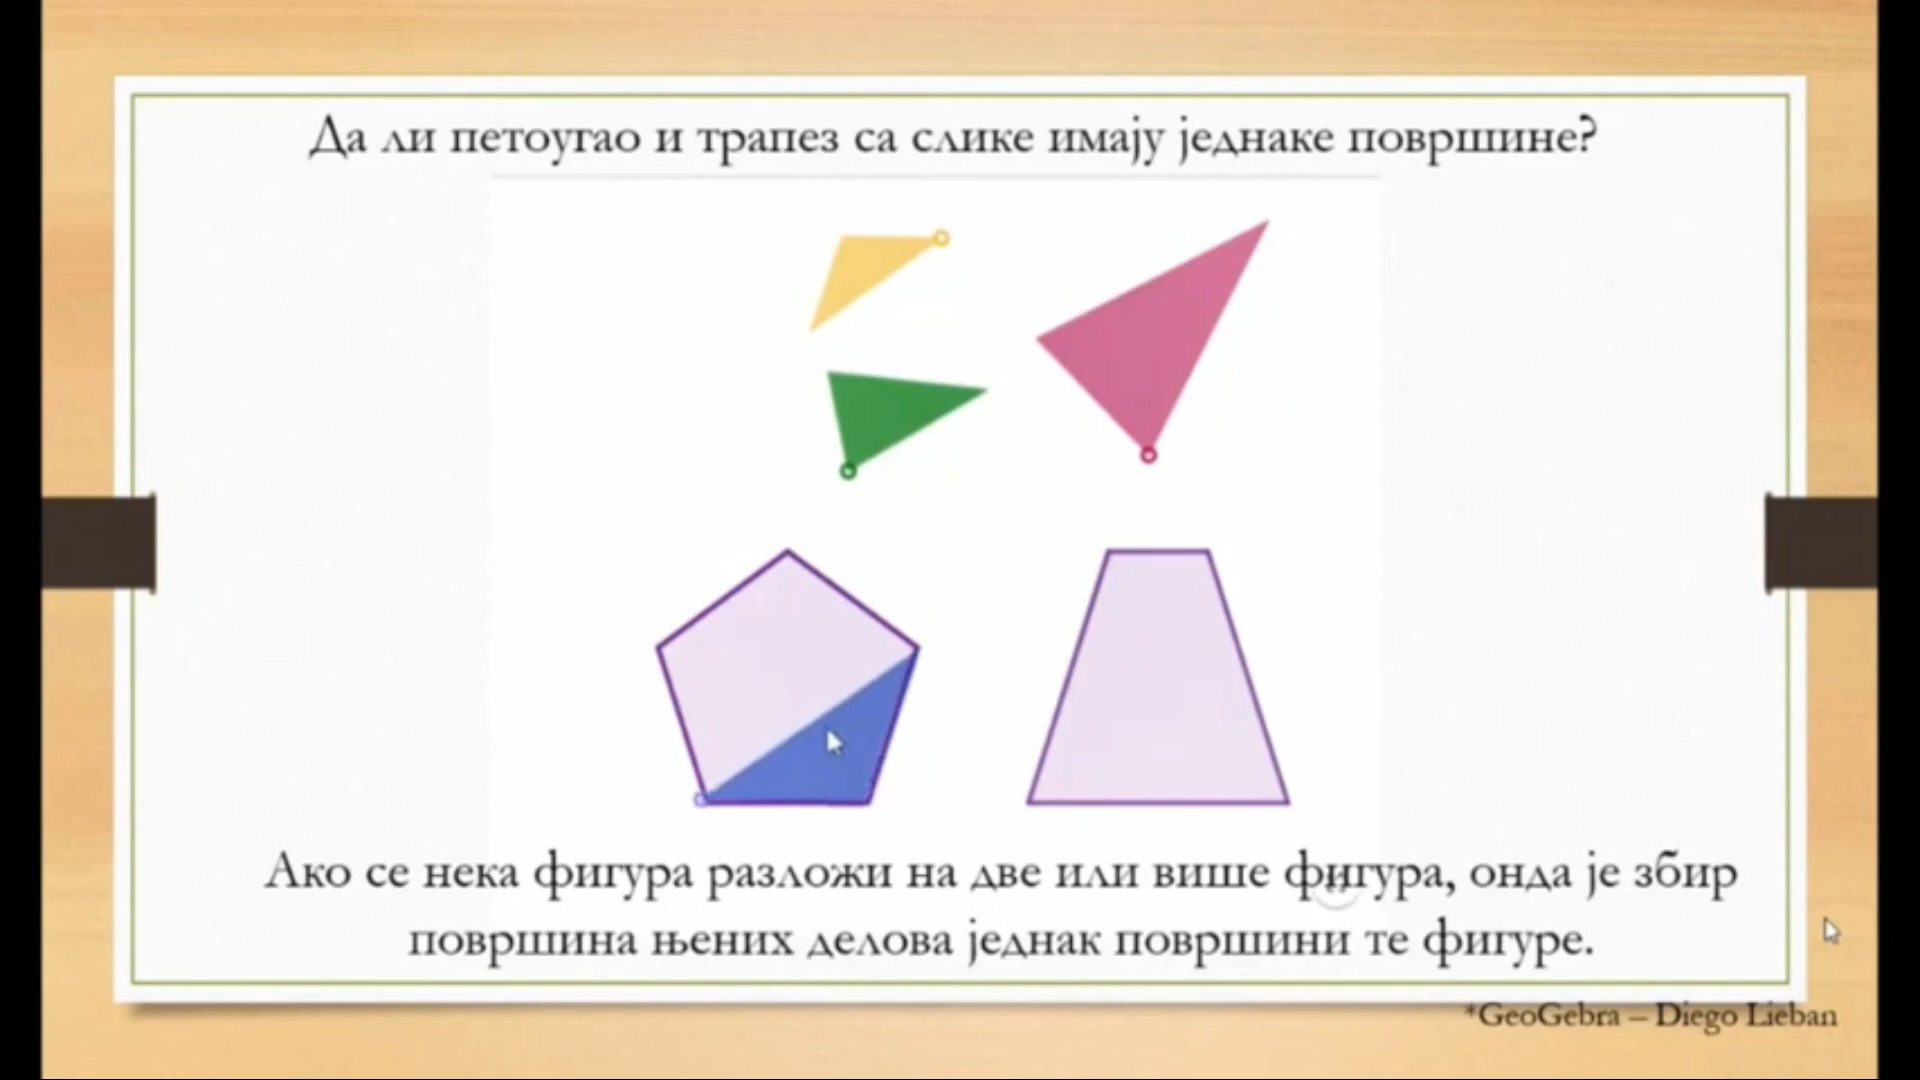 Да ли петоугао и трапез са слике имају једнаке површине?
Ако се нека фигура разложи на две или више фигура, онда је збир
површина њених делова једнак површини те фигуре.
*GeoGebra – Diego Lieban